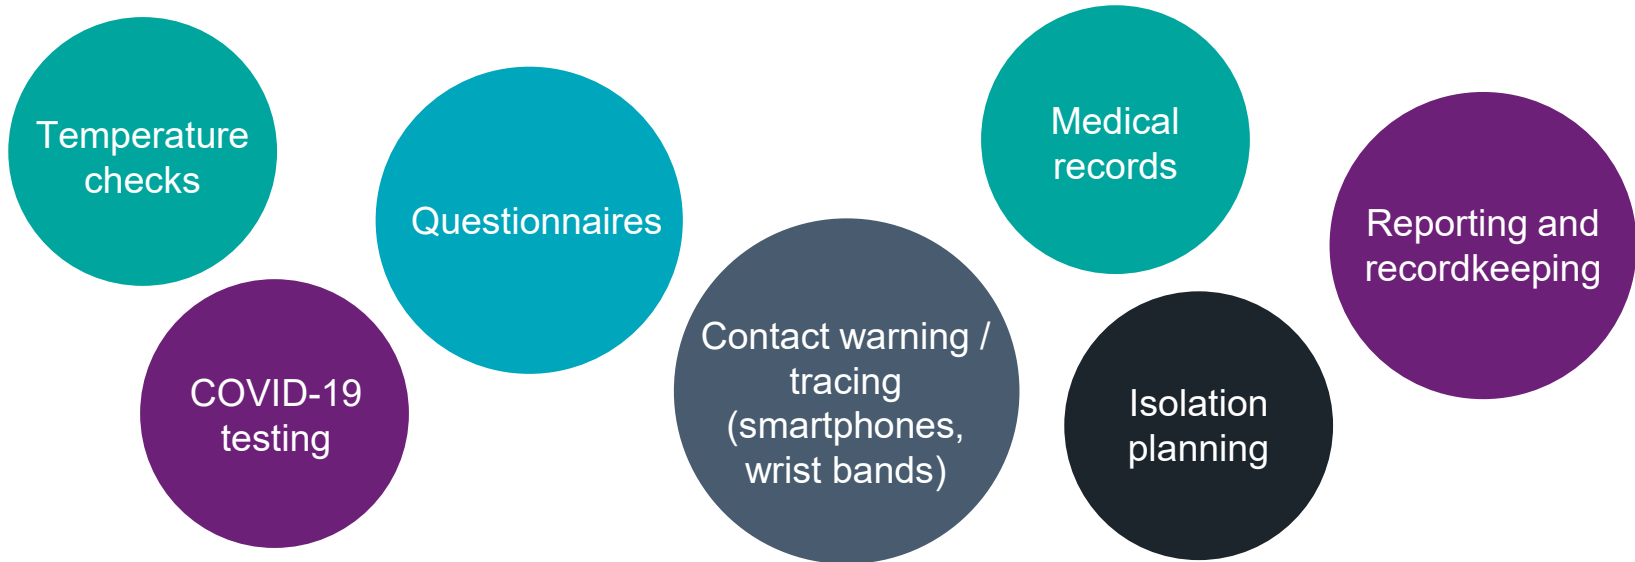 Temperature
checks
COVID-19
testing
Questionnaires
Contact warning /
tracing
(smartphones,
wrist bands)
Medical
records
Isolation
planning
Reporting and
recordkeeping